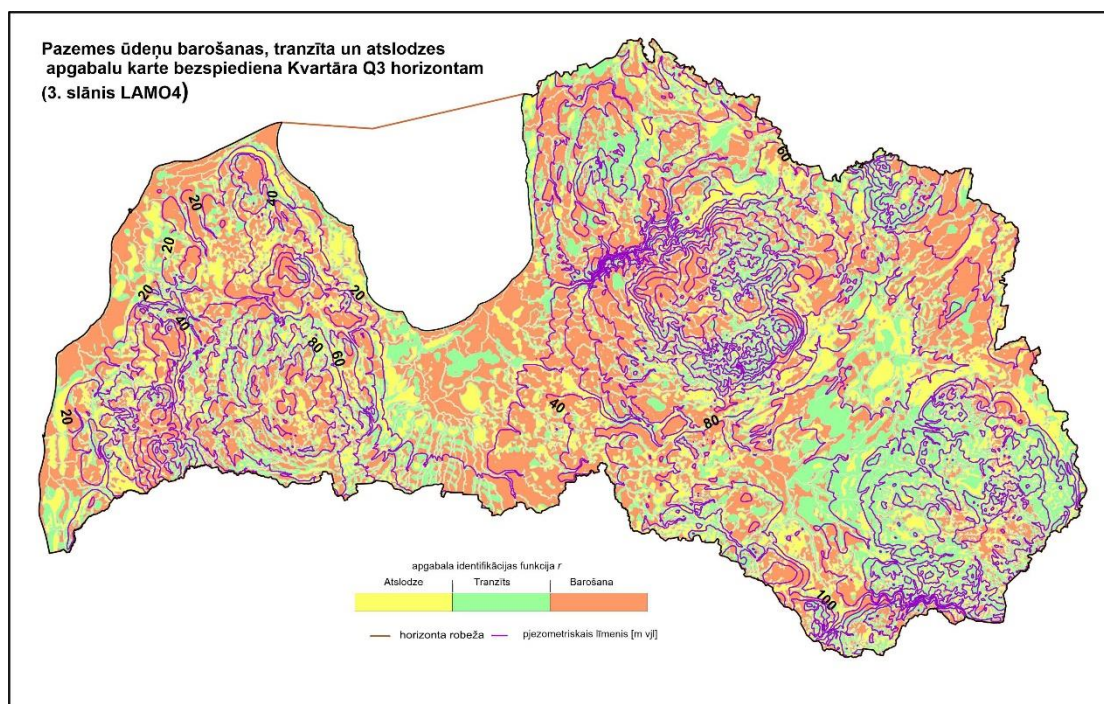 Pazemes ūdeņu barošanas, tranzīta un atslodzes
apgabalu karte bezspiediena Kvartāra Q3 horizontam
(3. slānis LAMO4)
60
40
20
20
20
20
40
80
60
20
40
80
100
apgabala identifikācijas funkcija r
Atslodze Tranzīts Barošana
horizonta robeža pjezometriskais līmenis [m vjl]